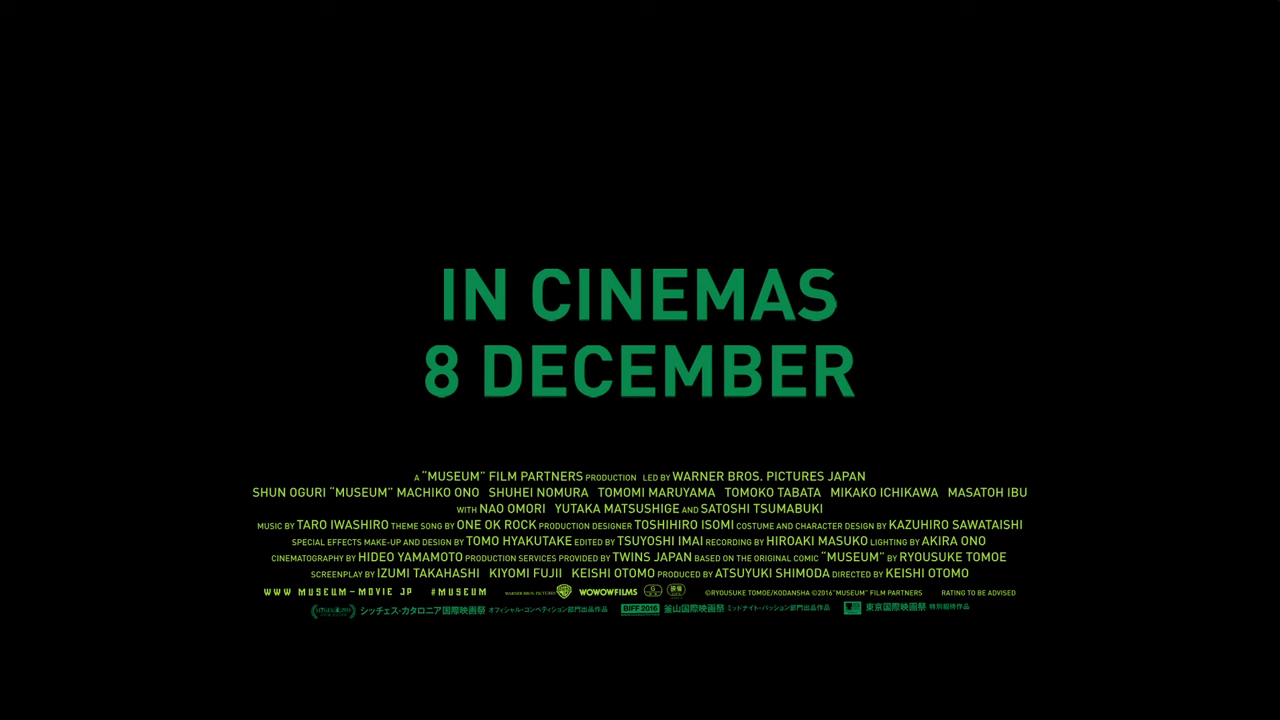 IN CINEMAS
8 DECEMBER
A “MUSEUM” FILM PARTNERS PRODUCTION LED BY WARNER BROS. PICTURES JAPAN
SHUN OGURI “MUSEUM” MACHIKO ONO SHUHEI NOMURA TOMOMI MARUYAMA TOMOKO TABATA MIKAKO ICHIKAWA MASATOH IBU
WITH NAO OMORI YUTAKA MATSUSHIGE AND SATOSHI TSUMABUKI
MUSIC BY TARO IWASHIRO THEME SONG BY ONE OK ROCK PRODUCTION DESIGNER TOSHIHIRO ISOMI COSTUME AND CHARACTER DESIGN BY KAZUHIRO SAWATAISHI
SPECIAL EFFECTS MAKE-UP AND DESIGN BY TOMO HYAKUTAKE EDITED BY TSUYOSHI IMAI RECORDING BY HIROAKI MASUKO LIGHTING BY AKIRA ONO
CINEMATOGRAPHY BY HIDEO YAMAMOTO PRODUCTION SERVICES PROVIDED BY TWINS JAPAN BASED ON THE ORIGINAL COMIC “MUSEUM” BY RYOUSUKE TOMOE
SCREENPLAY BY IZUMI TAKAHASHI KIYOMI FUJII KEISHI OTOMO PRODUCED BY ATSUYUKI SHIMODA DIRECTED BY KEISHI OTOMO
WWW MUSEUM-MOVIE JP #MUSEUM WARNER BROS. PICTURES WOWOWFILMS G 映倫 ©RYOUSUKE TOMOE/KODANSHA ©2016“MUSEUM” FILM PARTNERS RATING TO BE ADVISED
シッチェス・カタロニア国際映画祭 オフィシャル・コンペティション部門出品作品 BIFF 2016 釜山国際映画祭 ミッドナイト・パッション部門出品作品 東京国際映画祭 特別招待作品